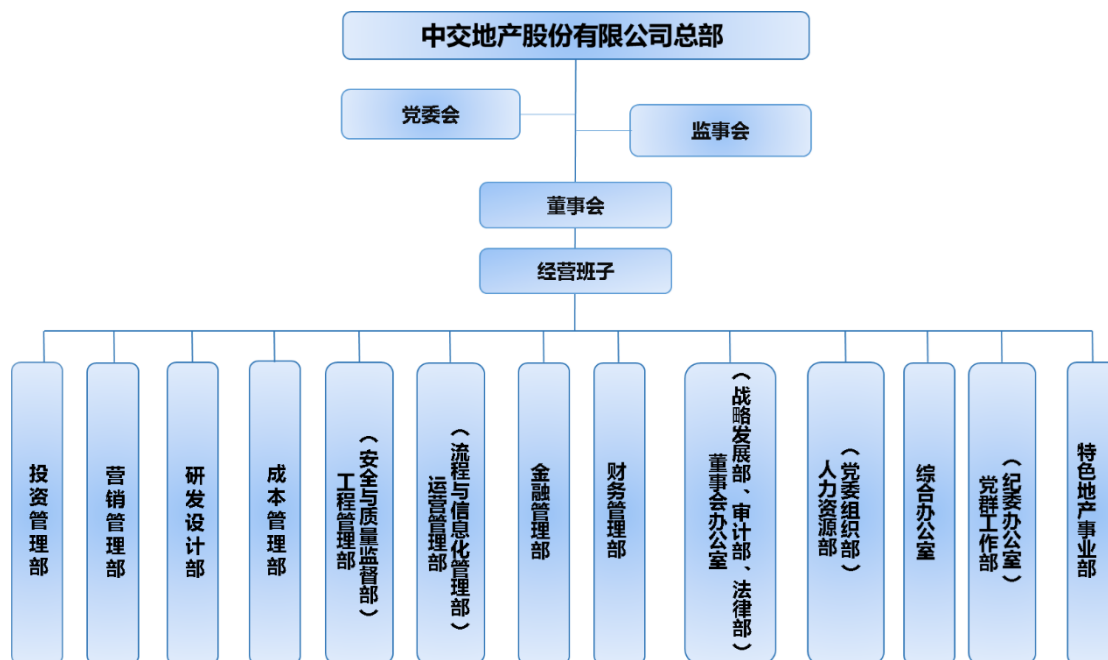 中交地产股份有限公司总部
党委会
监事会
董事会
经营班子
投资管理部
营销管理部
研发设计部
成本管理部
工程管理部
（安全与质量监督部）
运营管理部
（流程与信息化管理部）
金融管理部
财务管理部
董事会办公室
（战略发展部、审计部、法律部）
人力资源部
（党委组织部）
综合办公室
党群工作部
（纪委办公室）
特色地产事业部